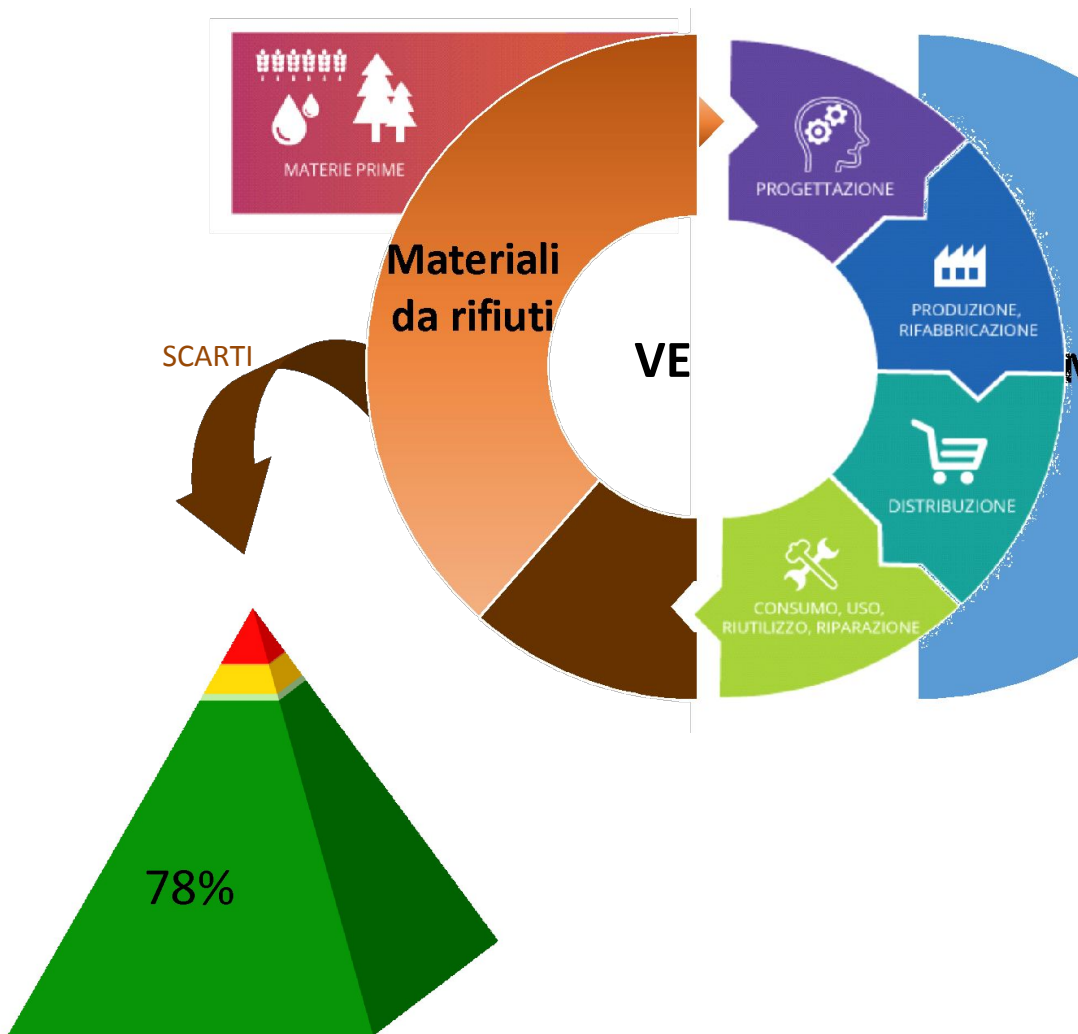 MATERIE PRIME
PROGETTAZIONE
Materiali
da rifiuti
PRODUZIONE,
RIFABBRICAZIONE
SCARTI
VE
DISTRIBUZIONE
CONSUMO, USO,
RIUTILIZZO, RIPARAZIONE
78%